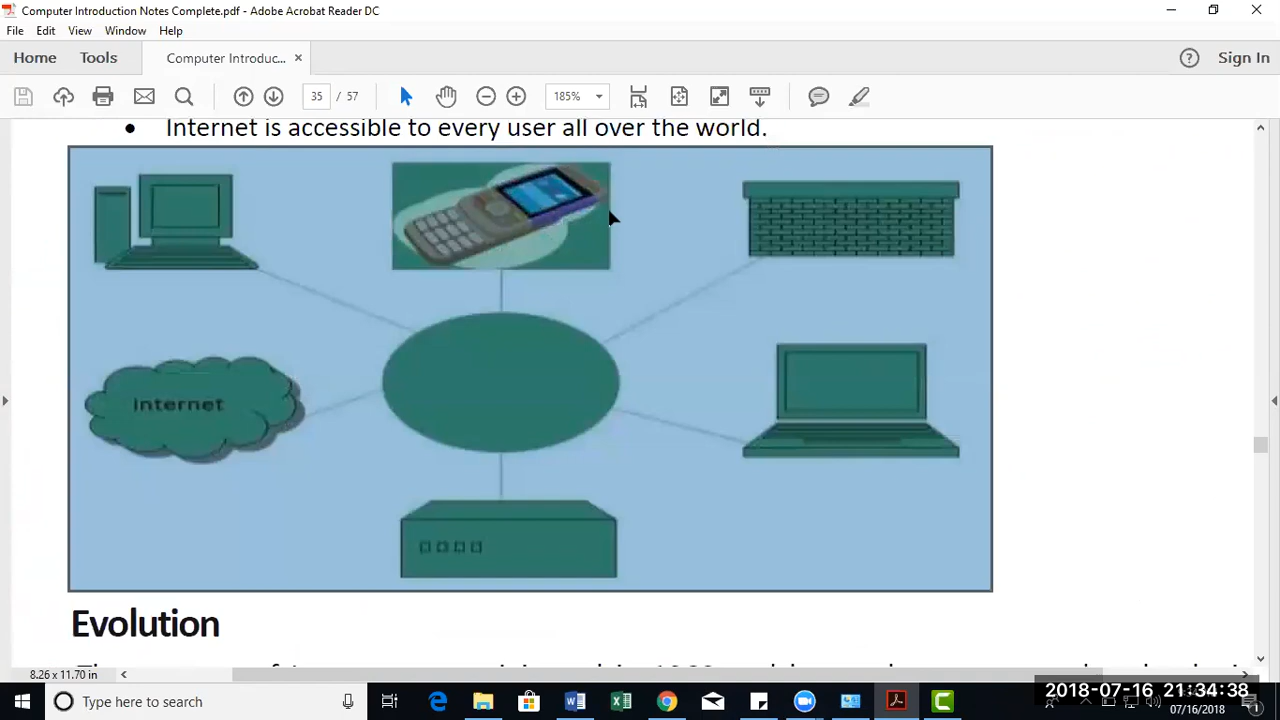 Computer Introduction Notes Complete.pdf - Adobe Acrobat Reader DC
File Edit View Window Help
Home Tools Computer Introduc... × ? Sign In
35 / 57 185%
• Internet is accessible to every user all over the world.
Internet
Evolution
8.26 x 11.70 in
Type here to search
2018-07-16 21:34:38
07/16/2018